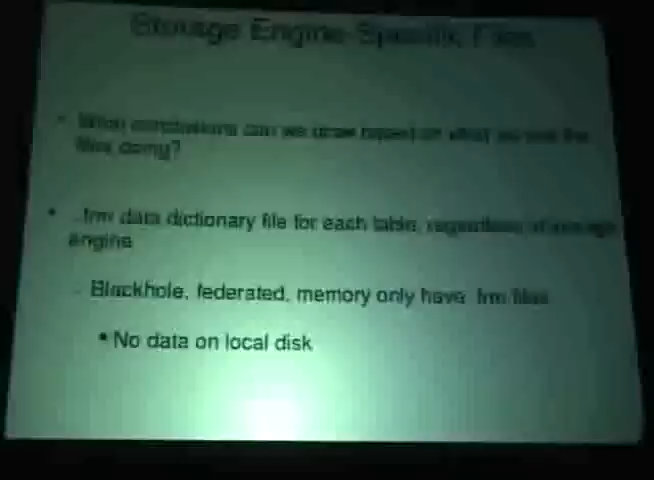 Storage Engine-Specific Files
• What conclusions can we draw based on what we see the
files doing?
• .frm data dictionary file for each table, regardless of storage
engine
- Blackhole, federated, memory only have .frm files
• No data on local disk